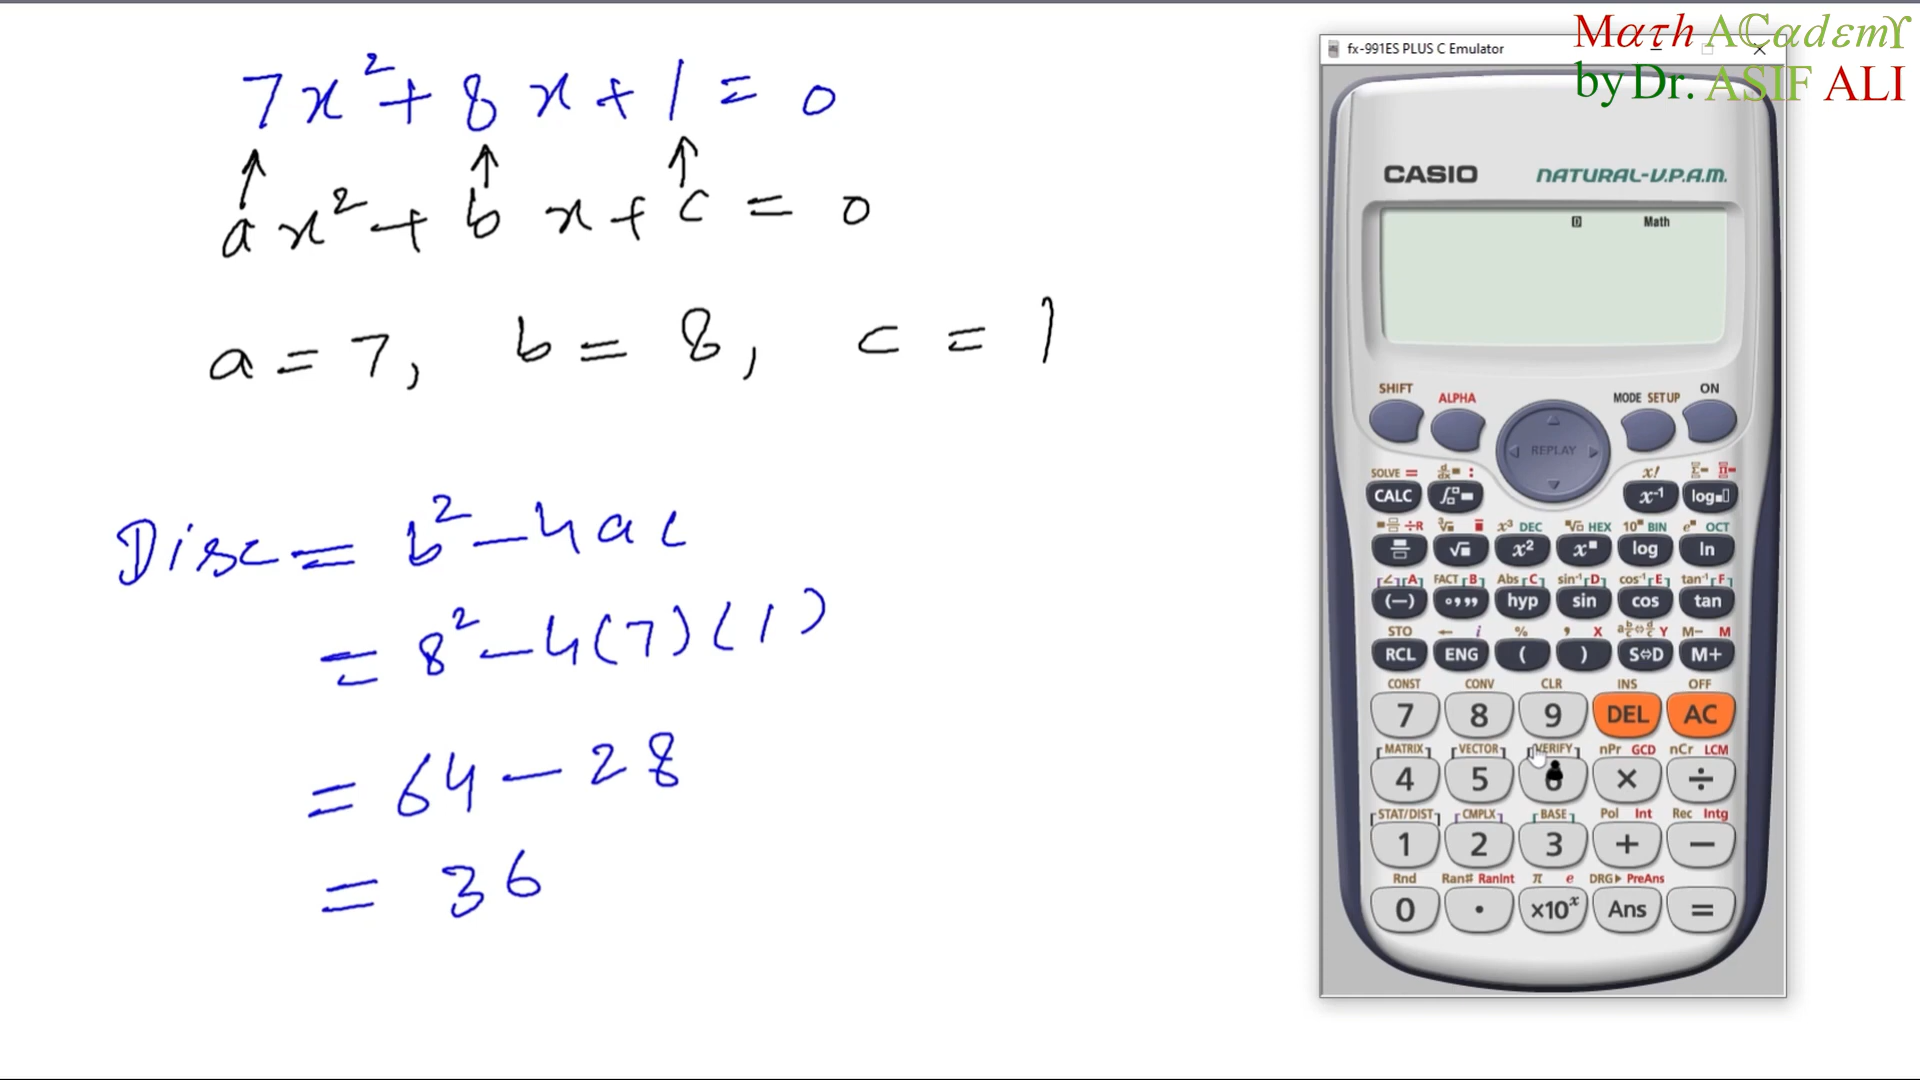 7x² + 8x + 1 = 0
ax² + bx + c = 0
a = 7, b = 8, c = 1
Disc = b² - 4ac
= 8² - 4(7)(1)
= 64 - 28
= 36
Math ACademy
by Dr. ASIF ALI
fx-991ES PLUS C Emulator
CASIO NATURAL-V.P.A.M.
D Math
SHIFT ALPHA MODE SETUP ON
REPLAY
SOLVE = d/dx : x! Σ Π
CALC ∫ x⁻¹ log
÷R ³√ x³ DEC √ HEX 10 BIN e OCT
√ x² x log ln
∠ A FACT B Abs C sin⁻¹ D cos⁻¹ E tan⁻¹ F
(−) °,,, hyp sin cos tan
STO ← i % , X a b/c⇔d/c Y M− M
RCL ENG ( ) S⇔D M+
CONST CONV CLR INS OFF
7 8 9 DEL AC
MATRIX VECTOR VERIFY nPr GCD nCr LCM
4 5 6 × ÷
STAT/DIST CMPLX BASE Pol Int Rec Intg
1 2 3 + −
Rnd Ran# RanInt π e DRG▶ PreAns
0 . ×10ˣ Ans =